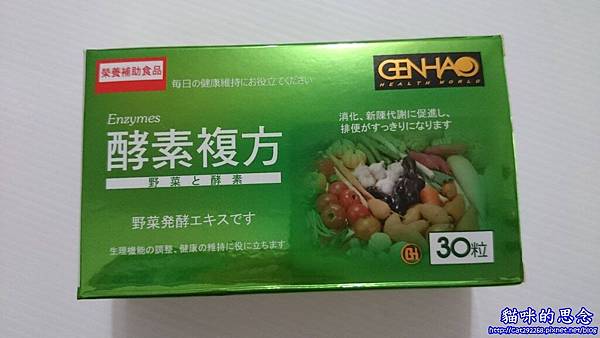 榮養補助食品
毎日の健康維持にお役立てください
GENHAO
HEALTH WORLD
Enzymes
酵素複方
野菜と酵素
消化、新陳代謝に促進し、
排便がすっきりになります
野菜発酵エキスです
生理機能の調整、健康の維持に役に立ちます
GH
30粒
貓咪的思念
http://cat292268.pixnet.net/blog